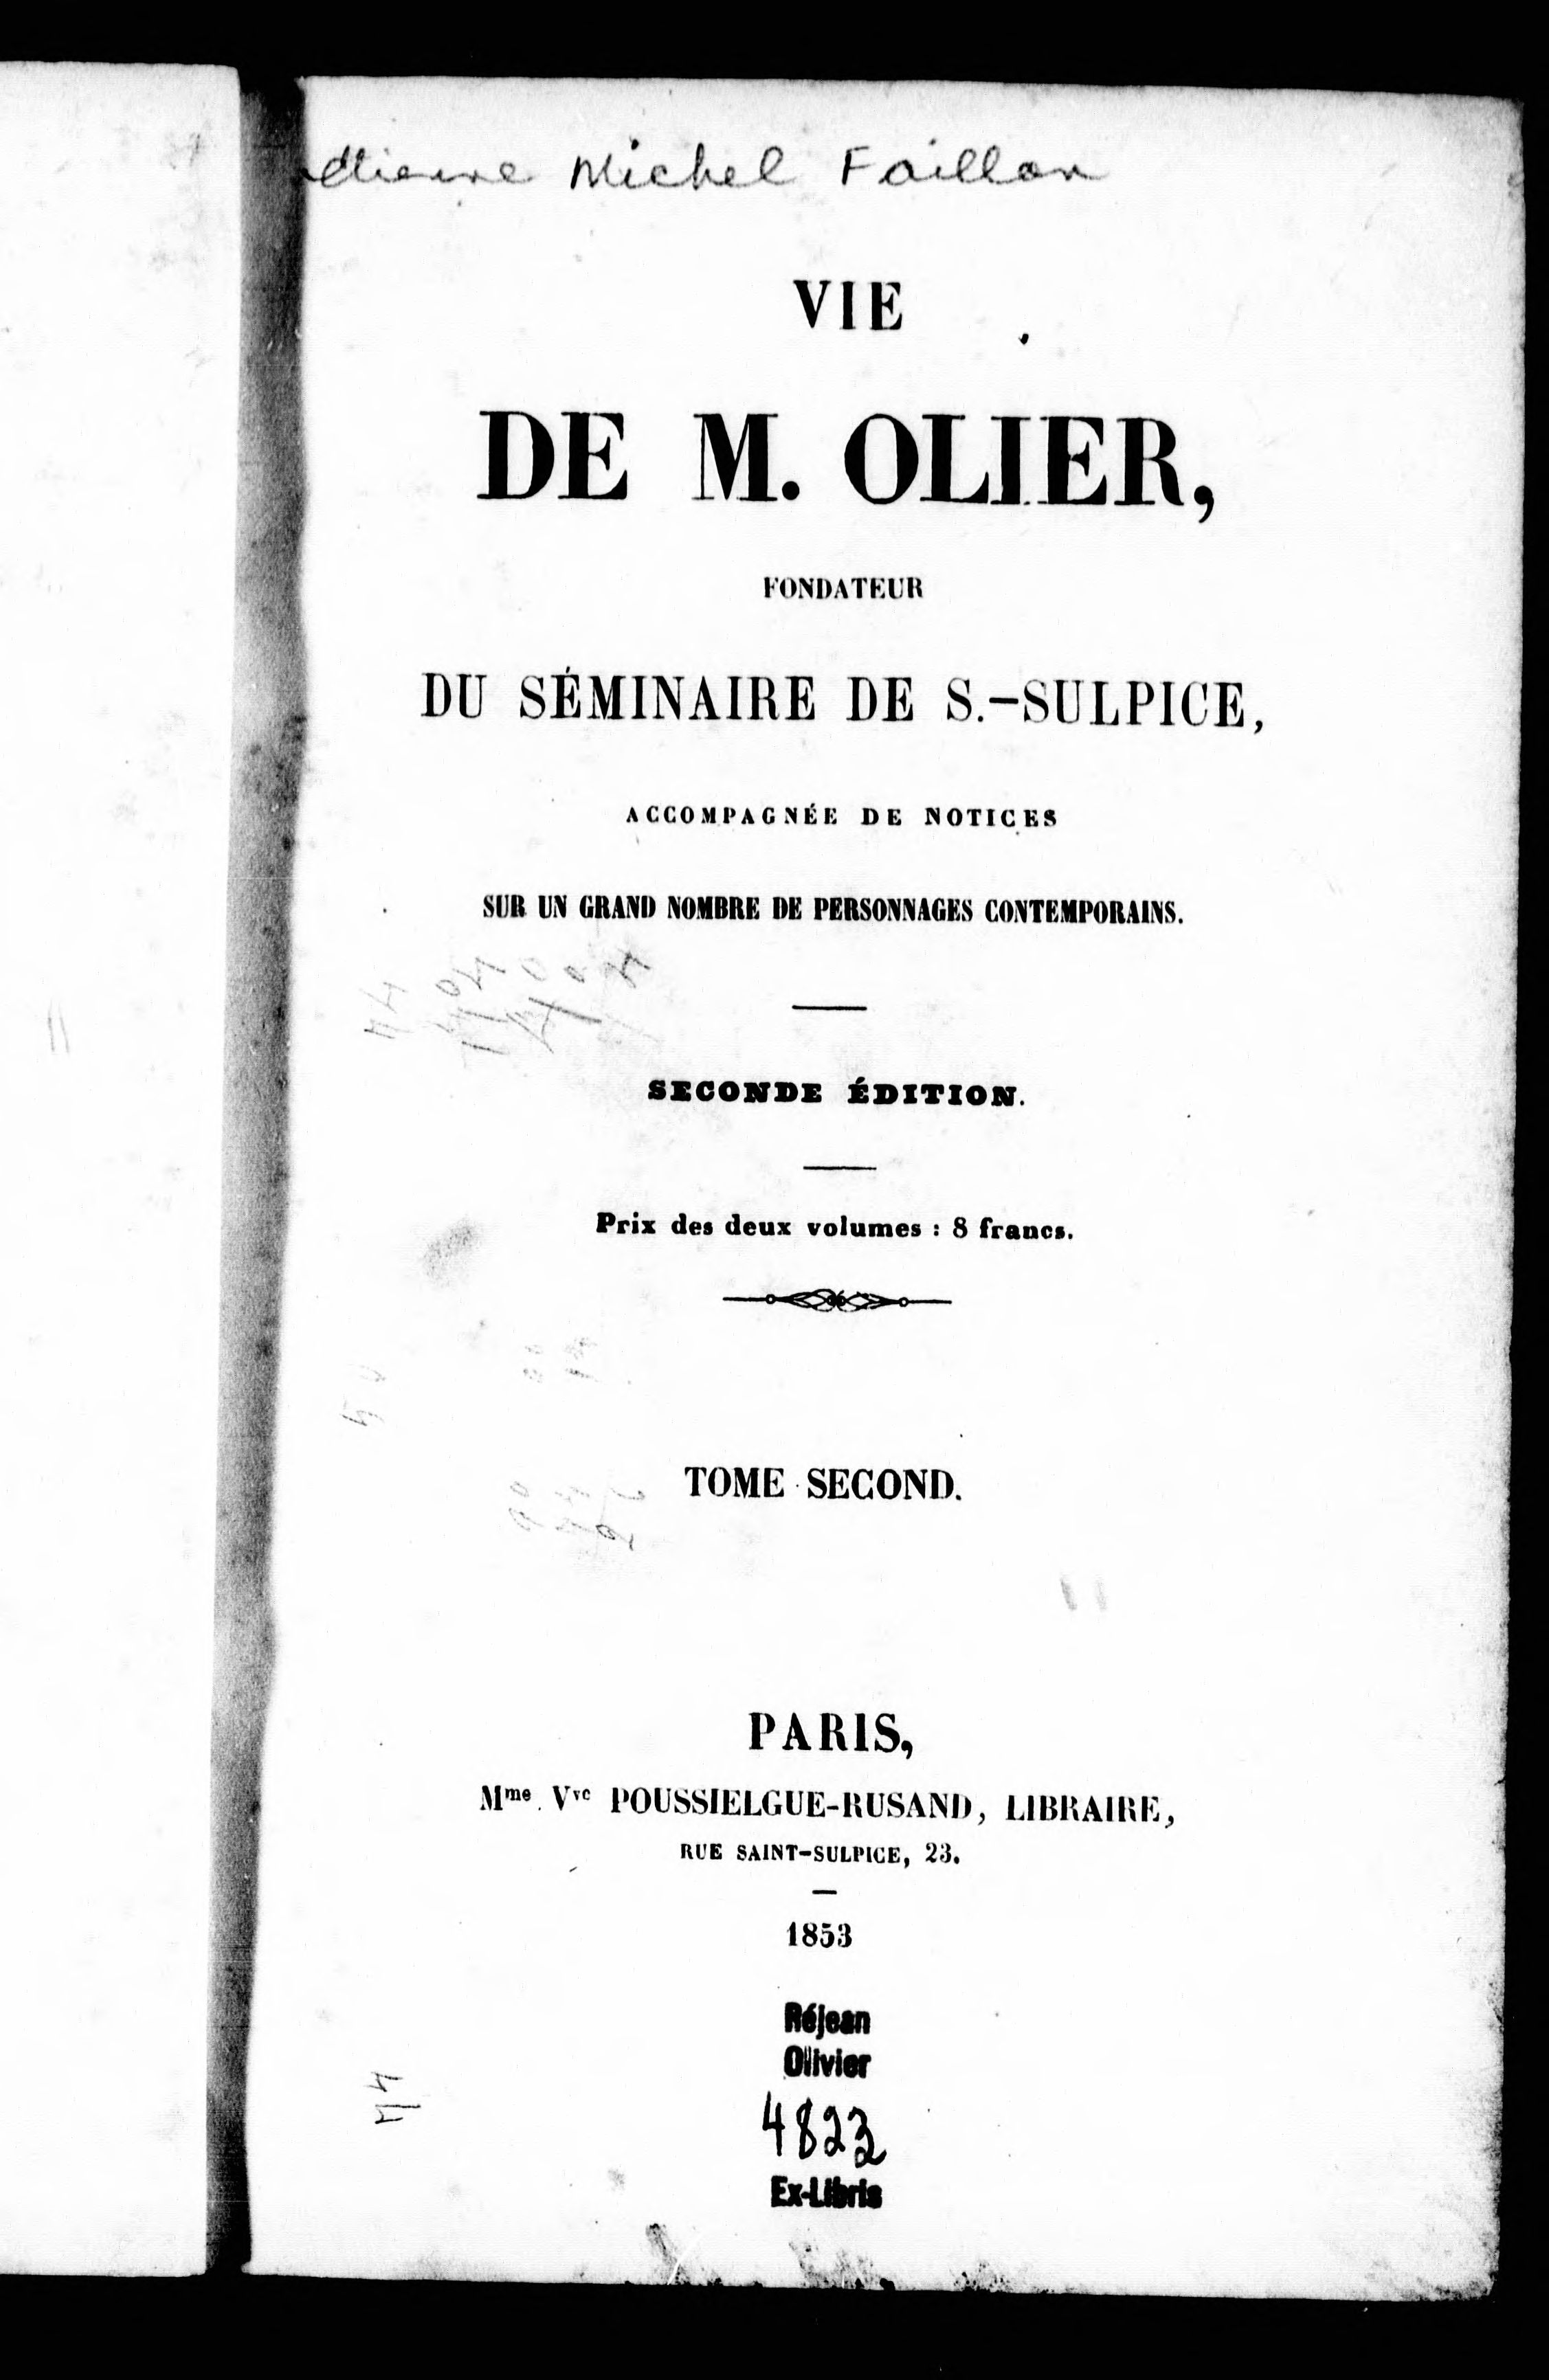 Michel Faillon
VIE
DE M. OLIER,
FONDATEUR
DU SÉMINAIRE DE S.-SULPICE,
ACCOMPAGNÉE DE NOTICES
SUR UN GRAND NOMBRE DE PERSONNAGES CONTEMPORAINS.
SECONDE ÉDITION.
Prix des deux volumes : 8 francs.
TOME SECOND.
PARIS,
Mme Vve POUSSIELGUE-RUSAND, LIBRAIRE,
RUE SAINT-SULPICE, 23.
1853
Réjean
Olivier
4823
Ex-Libris